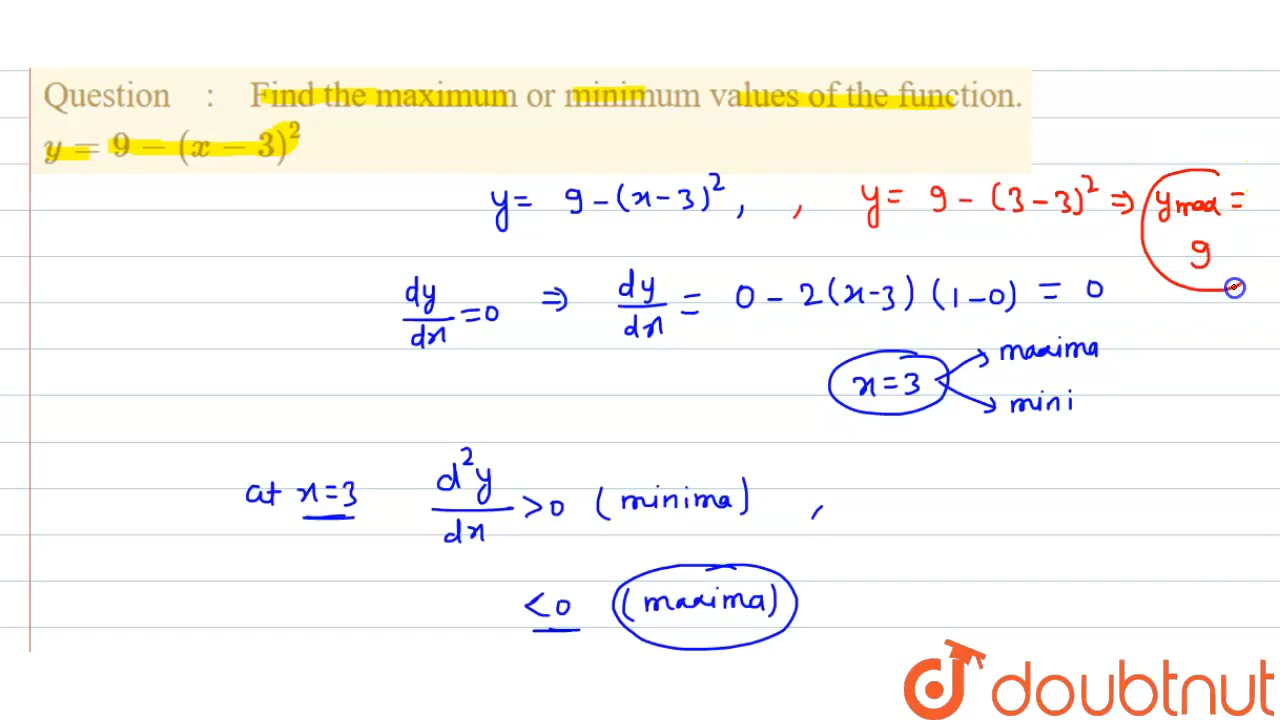 Question : Find the maximum or minimum values of the function.
y = 9 − (x − 3)²
y = 9 − (x − 3)², , y = 9 − (3 − 3)² ⇒ ymax =
9
dy/dx = 0 ⇒ dy/dx = 0 − 2(x − 3)(1 − 0) = 0
maxima
x = 3
mini
at x = 3 d²y/dx > 0 (minima) ,
< 0 (maxima)
doubtnut